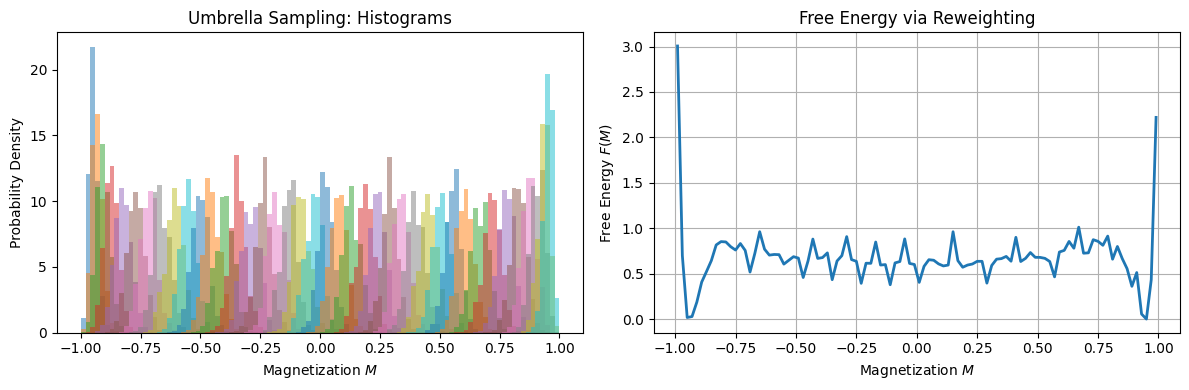 Umbrella Sampling: Histograms
Probability Density
20
15
10
5
0
−1.00 −0.75 −0.50 −0.25 0.00 0.25 0.50 0.75 1.00
Magnetization M
Free Energy via Reweighting
Free Energy F(M)
3.0
2.5
2.0
1.5
1.0
0.5
0.0
−1.00 −0.75 −0.50 −0.25 0.00 0.25 0.50 0.75 1.00
Magnetization M